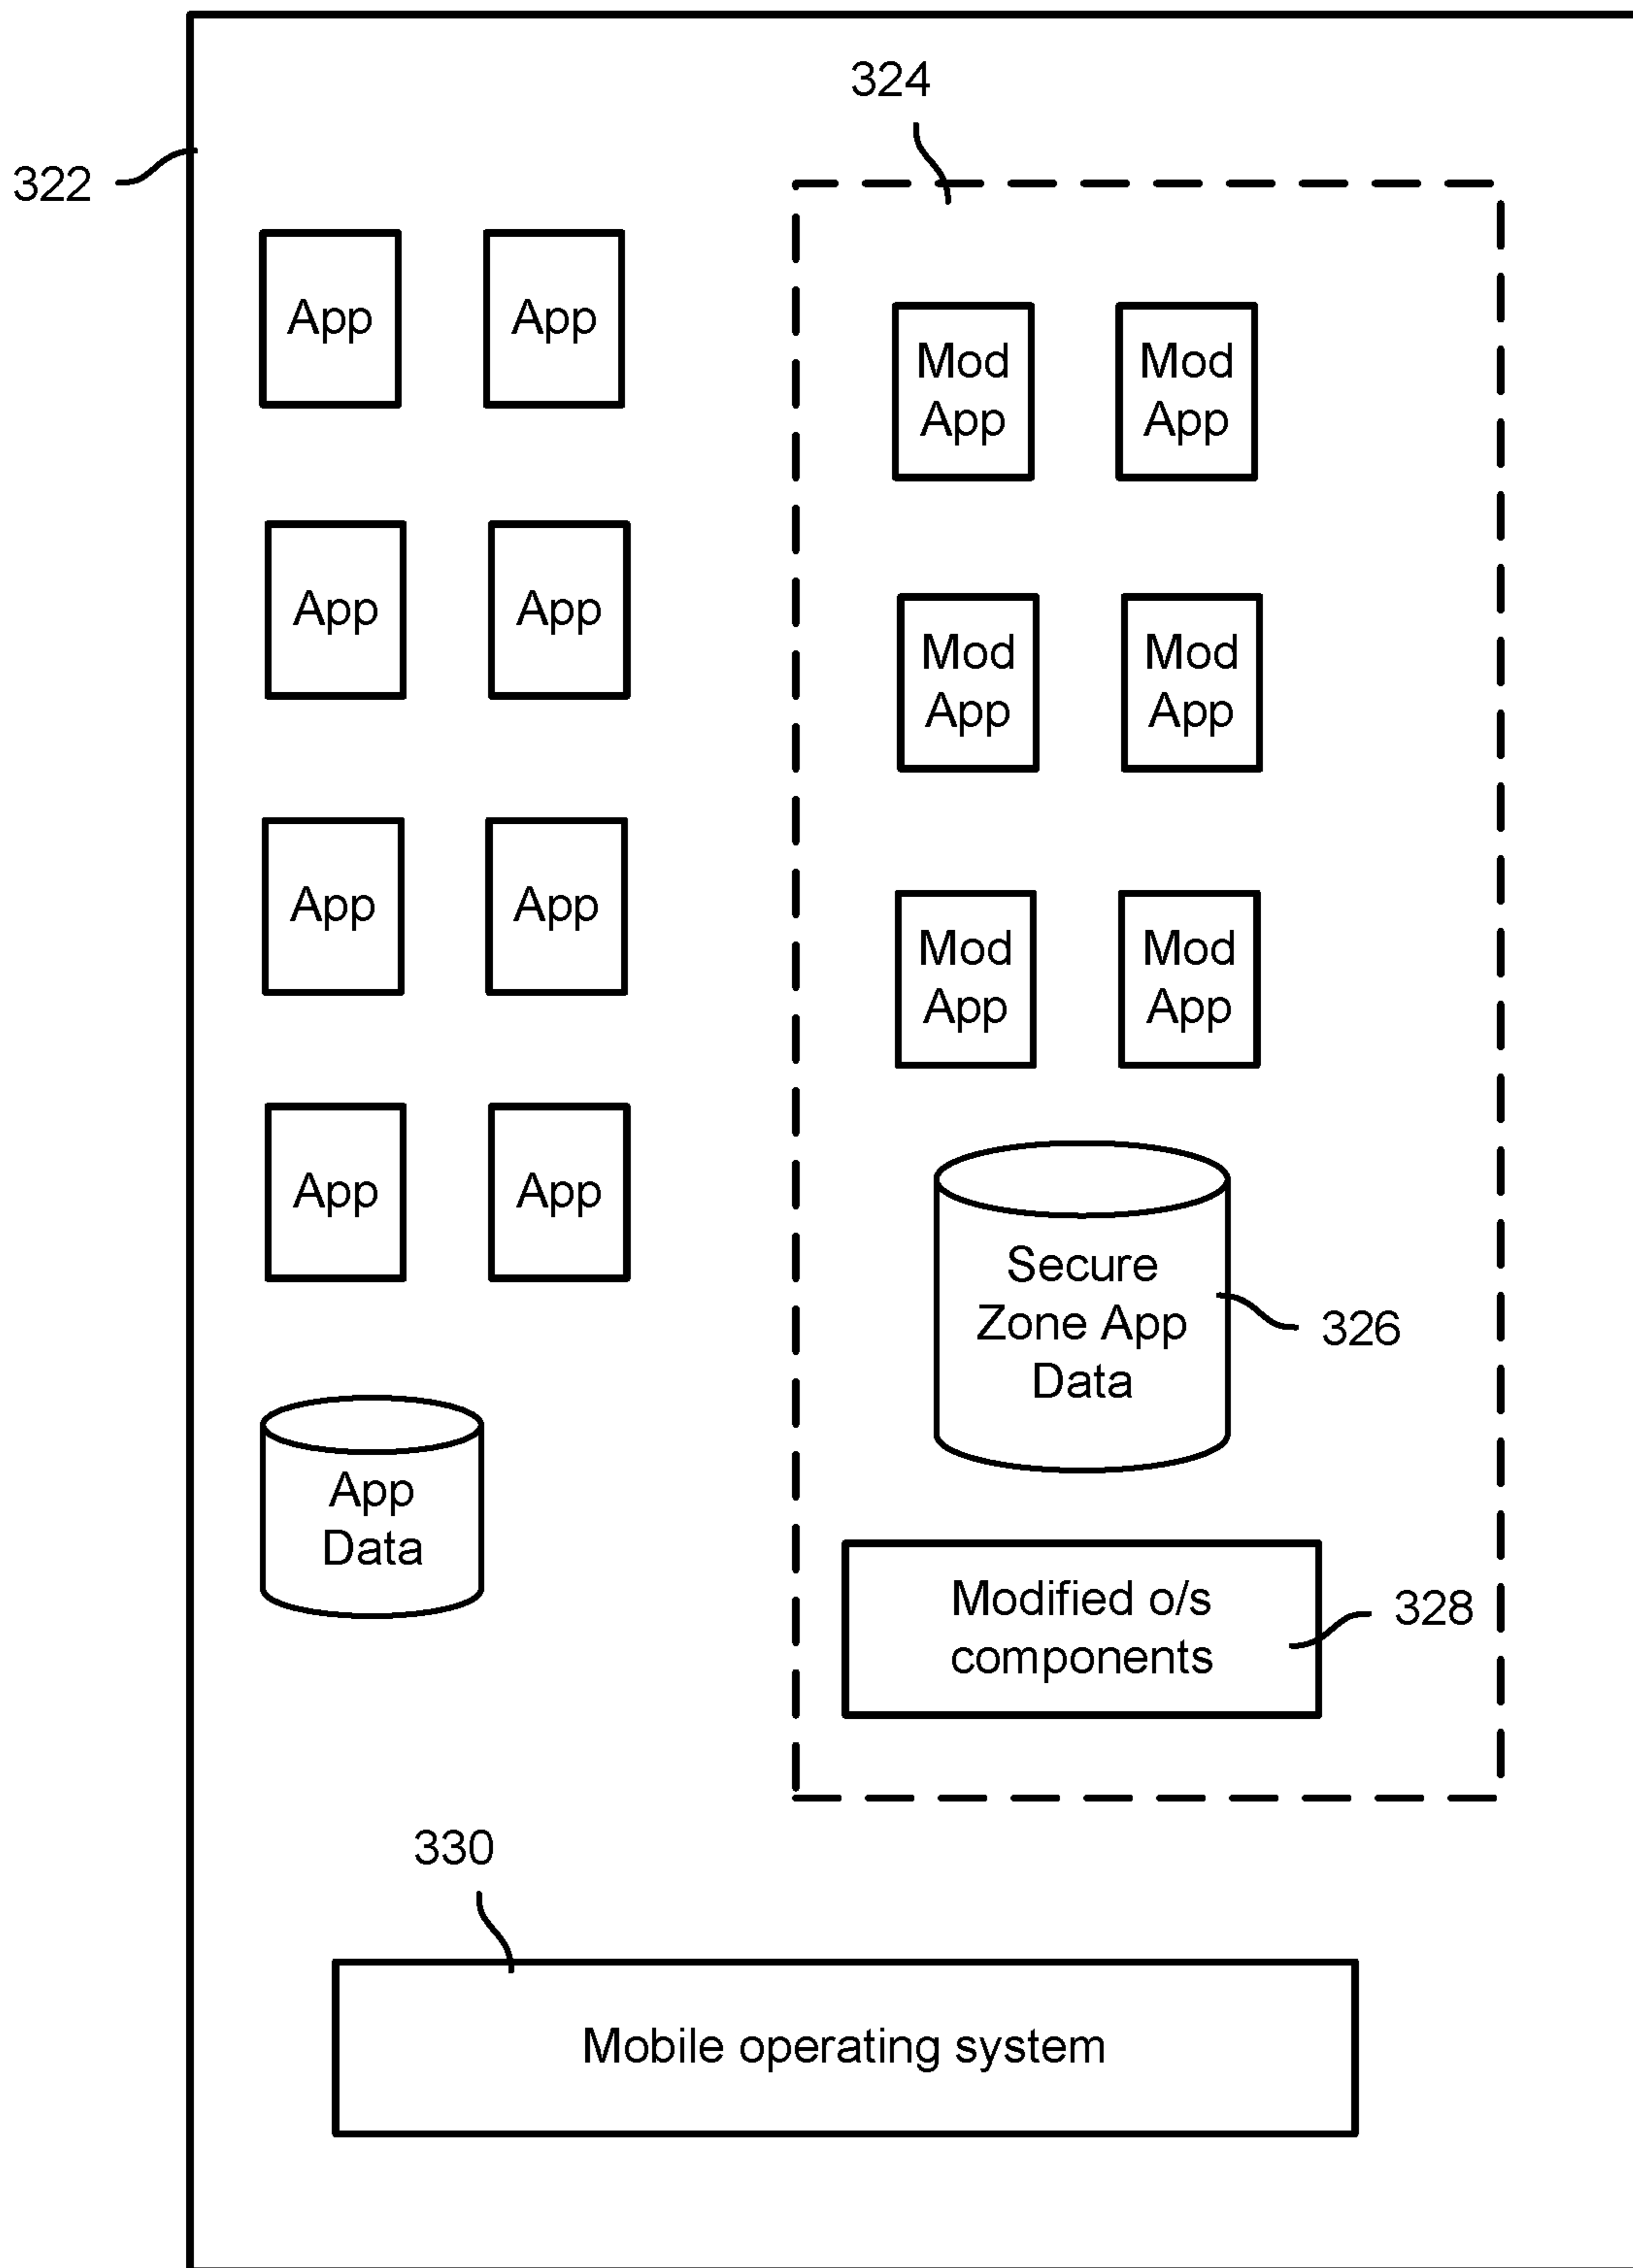 324
322
App
App
Mod
App
Mod
App
App
App
Mod
App
Mod
App
App
App
Mod
App
Mod
App
App
App
Secure
Zone App
Data
326
App
Data
Modified o/s
components
328
330
Mobile operating system